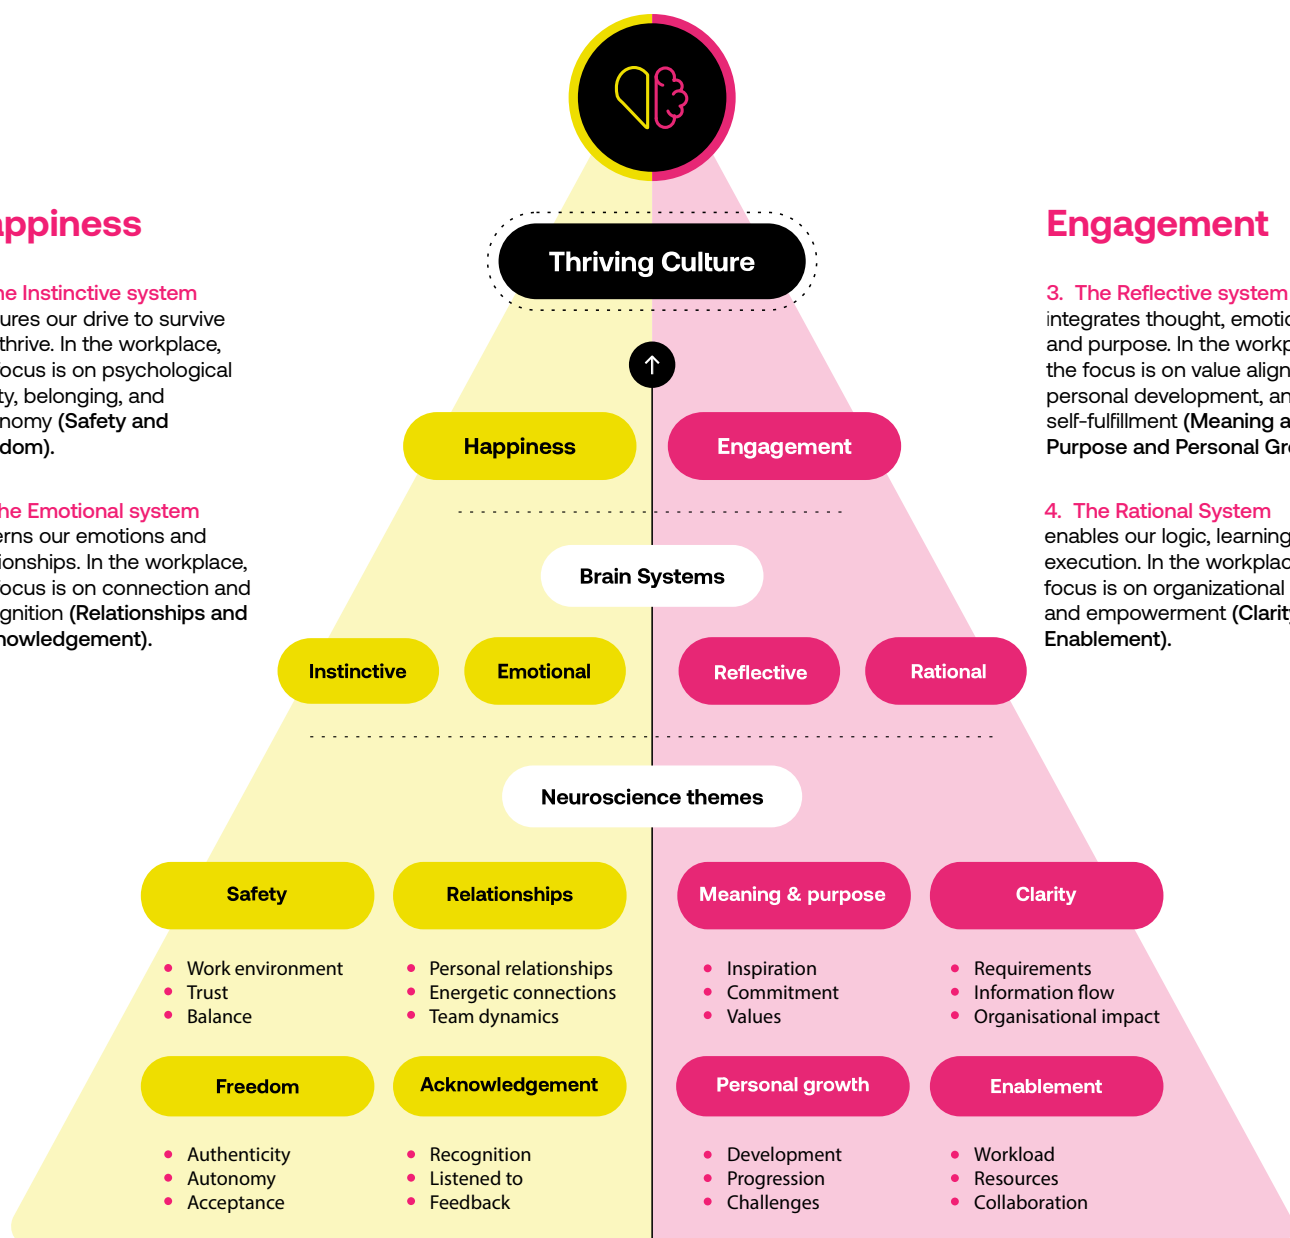 Thriving Culture
appiness
he Instinctive system
ures our drive to survive
thrive. In the workplace,
ocus is on psychological
ty, belonging, and
nomy (Safety and
dom).
he Emotional system
erns our emotions and
ionships. In the workplace,
ocus is on connection and
gnition (Relationships and
nowledgement).
Engagement
3. The Reflective system
integrates thought, emotic
and purpose. In the workp
the focus is on value align
personal development, an
self-fulfillment (Meaning a
Purpose and Personal Gro
4. The Rational System
enables our logic, learning
execution. In the workplac
focus is on organizational
and empowerment (Clarity
Enablement).
Happiness
Engagement
Brain Systems
Instinctive
Emotional
Reflective
Rational
Neuroscience themes
Safety
Work environment
Trust
Balance
Relationships
Personal relationships
Energetic connections
Team dynamics
Meaning & purpose
Inspiration
Commitment
Values
Clarity
Requirements
Information flow
Organisational impact
Freedom
Authenticity
Autonomy
Acceptance
Acknowledgement
Recognition
Listened to
Feedback
Personal growth
Development
Progression
Challenges
Enablement
Workload
Resources
Collaboration